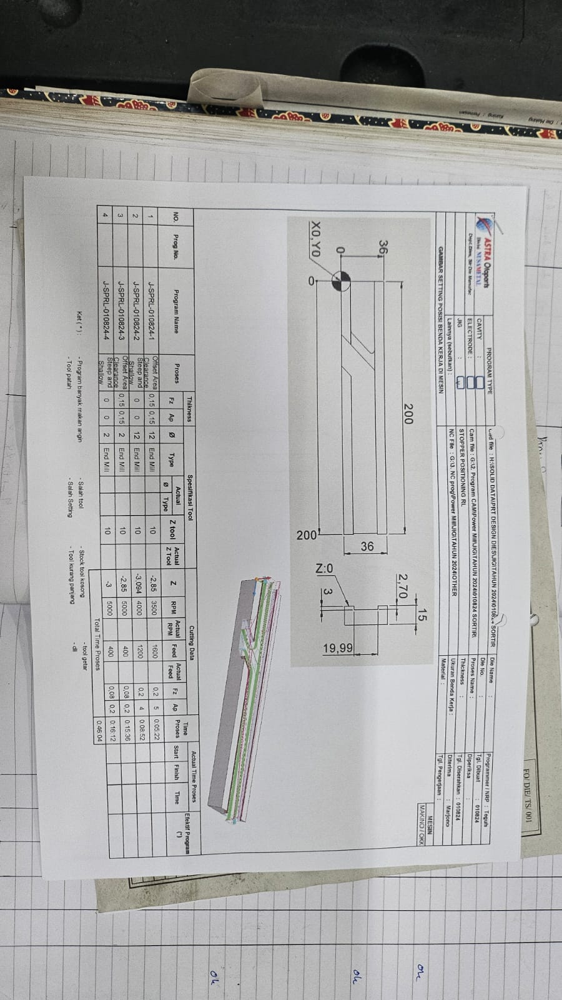 ASTRA Otoparts
Divisi NUSAMETAL
PROGRAM TYPE
CAVITY :
ELECTRODE :
JIG :
Lainnya (sebutkan) :
Cad file : H:\SOLID DATA\PRT DESIGN DIES\JIG\TAHUN 2024\010824 SORTIR
Cam file : G:\2. Program CAM\Power Mill\JIG\TAHUN 2024\010824 SORTIR\
STOPPER POSITIONING RL
NC File : G:\3. NC prog\Power Mill\JIG\TAHUN 2024\OTHER
Die Name :
Die No. :
Proses Name :
Thickness :
Ukuran Benda Kerja :
Material :
Programmer / NRP : Teguh
Tgl. Dibuat : 010824
Diperiksa :
Tgl. Diserahkan : 010824
Diterima : Marjono
Tgl. Pengerjaan :
GAMBAR SETTING POSISI BENDA KERJA DI MESIN
MESIN
MAKINO / OKK
200
36
0
X0,Y0
0
200
36
15
2,70
Z:0
3
19,99
NO. Prog No. Program Name Proses Thikness Spesifikasi Tool Cutting Data Time Proses Actual Time Proses Efektif Program (*)
Fz Ap Ø Type Actual Ø Type Z tool Actual Z Tool Z RPM Actual RPM Feed Actual Feed Fz Ap Start Finish Time
1 J-SPRL-010824-1 Offset Area Clearance 0,15 0,15 12 End Mill 10 -2,85 3500 1600 0,2 5 0:05:22
2 J-SPRL-010824-2 Steep and Shallow 0 0 12 End Mill 10 -3,094 4000 1200 0,2 4 0:08:52
3 J-SPRL-010824-3 Offset Area Clearance 0,15 0,15 2 End Mill 10 -2,85 5000 400 0,08 0,2 0:15:36
4 J-SPRL-010824-4 Steep and Shallow 0 0 2 End Mill 10 -3 5000 400 0,08 0,2 0:16:12
Total Time Proses 0:46:04
Ket (*) : - Program banyak makan angin - Salah tool - Stock tool kosong - tool getar
- Tool patah - Salah Setting - Tool kurang panjang - dll
FO/ DIE/ TS/ 001
: Die Making
Kuning : Pemesan
ok
ok
ok